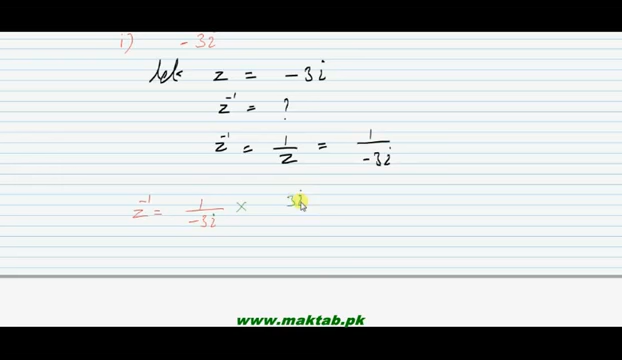 i) -3i
let z = -3i
z⁻¹ = ?
z⁻¹ = 1/z = 1/-3i
z⁻¹ = 1/-3i × 3i
www.maktab.pk